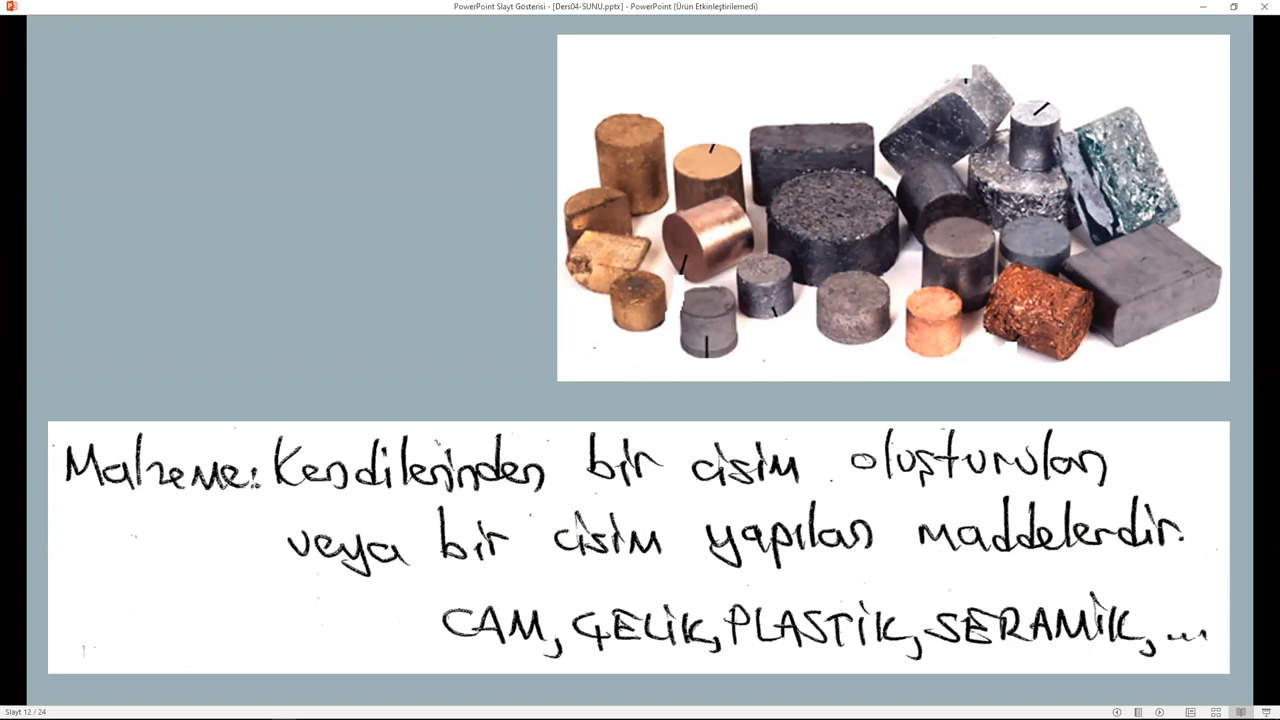 PowerPoint Slayt Gösterisi - [Ders04-SUNU.pptx] - PowerPoint (Ürün Etkinleştirilemedi)
Malzeme: Kendilerinden bir cisim oluşturulan
veya bir cisim yapılan maddelerdir.
CAM, ÇELİK, PLASTİK, SERAMİK, ...
Slayt 12 / 24